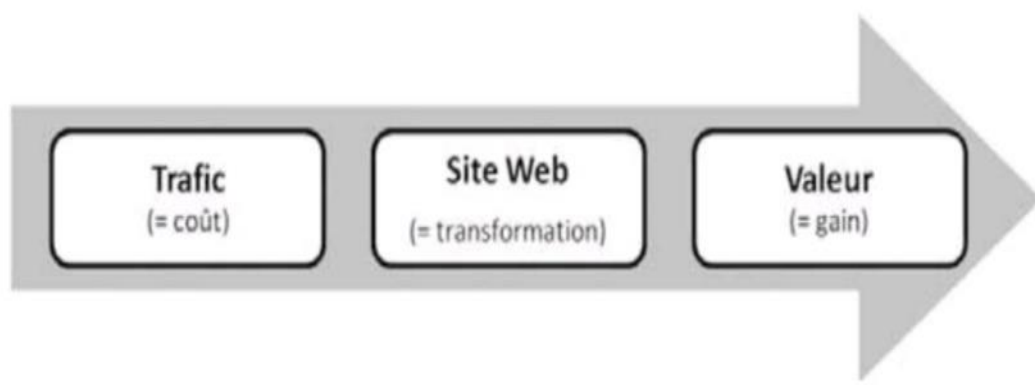 Trafic
(= coût)
Site Web
(= transformation)
Valeur
(= gain)